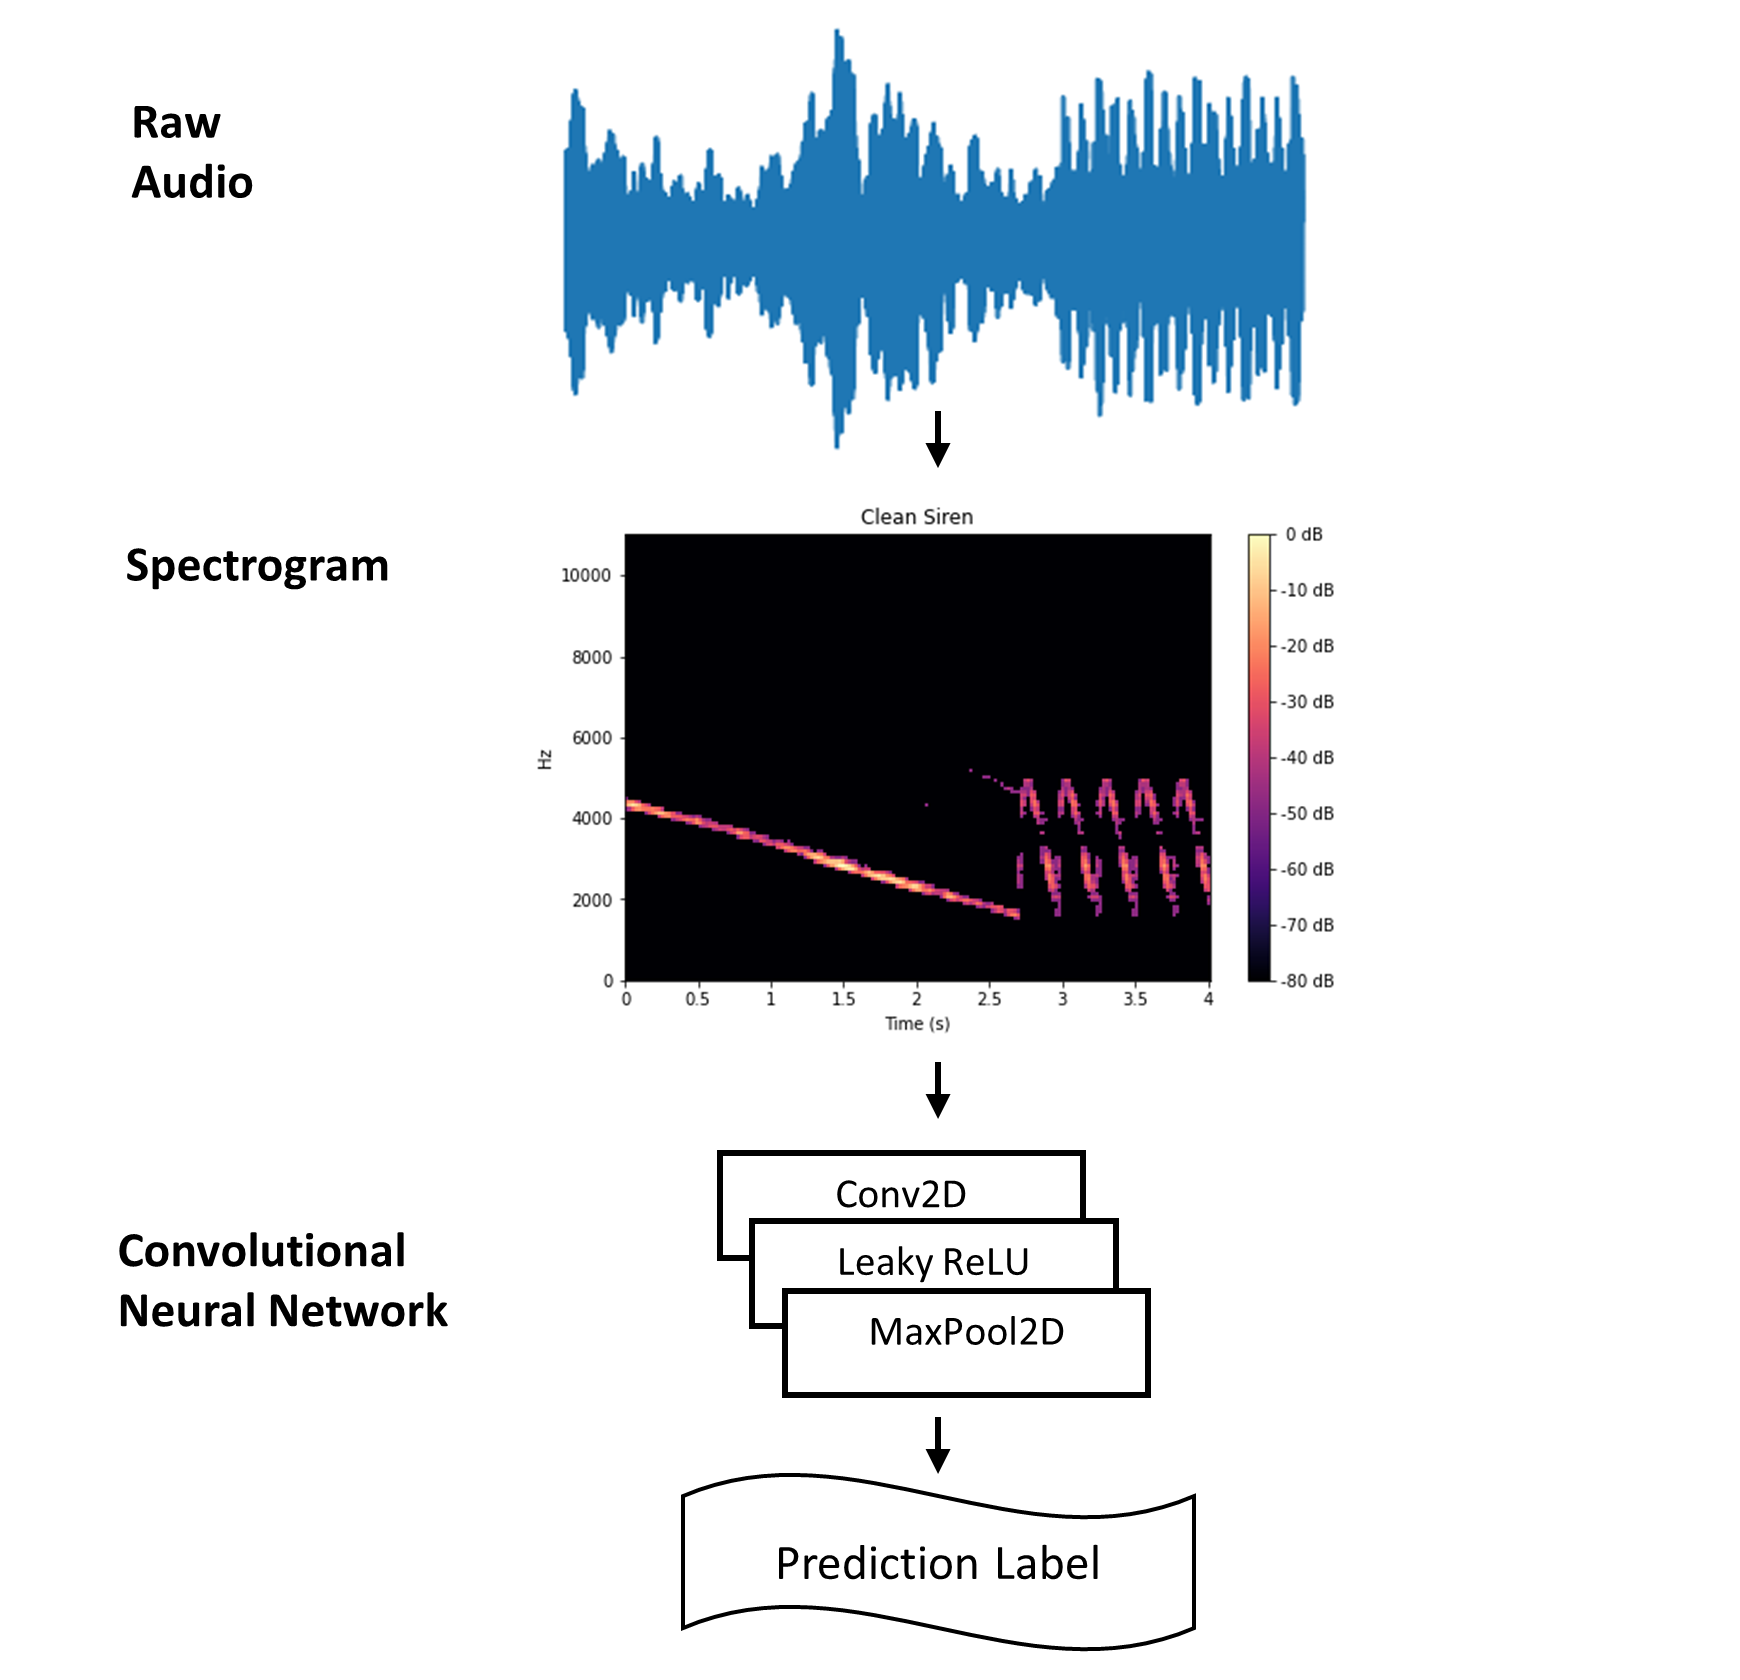 Raw
Audio
Clean Siren
Spectrogram
10000
8000
6000
4000
2000
0
Hz
0 0.5 1 1.5 2 2.5 3 3.5 4
Time (s)
0 dB
-10 dB
-20 dB
-30 dB
-40 dB
-50 dB
-60 dB
-70 dB
-80 dB
Convolutional
Neural Network
Conv2D
Leaky ReLU
MaxPool2D
Prediction Label